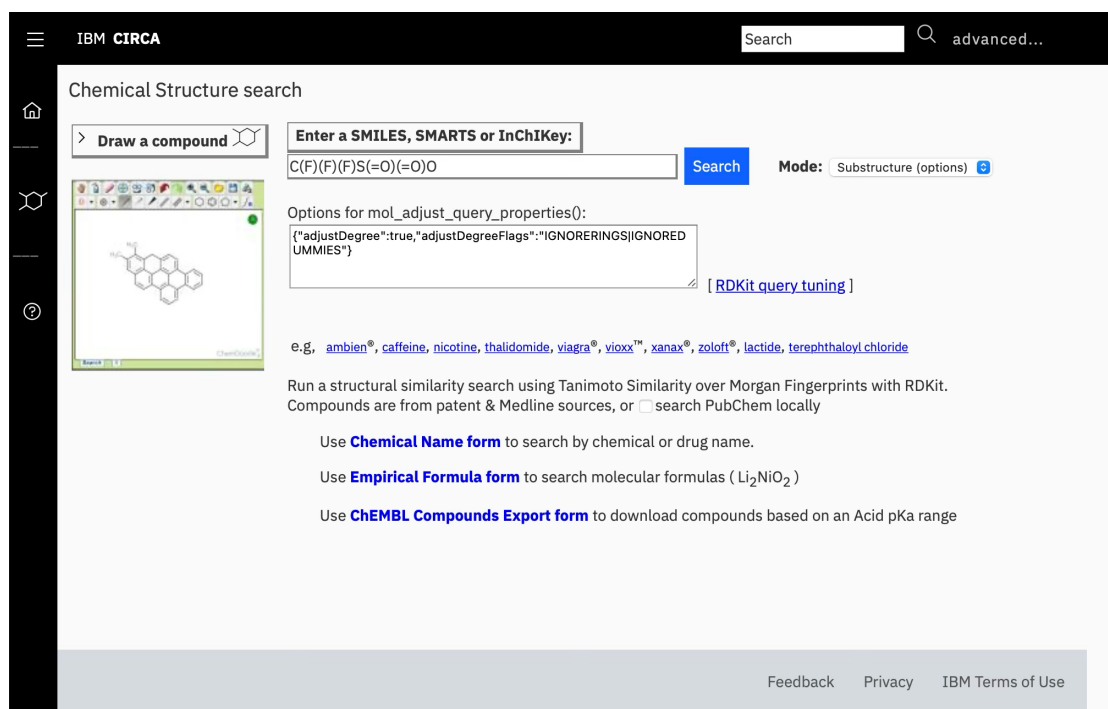 IBM CIRCA
Search
advanced...
Chemical Structure search
> Draw a compound
Enter a SMILES, SMARTS or InChIKey:
C(F)(F)(F)S(=O)(=O)O
Search
Mode: Substructure (options)
Options for mol_adjust_query_properties():
{"adjustDegree":true,"adjustDegreeFlags":"IGNORERINGS|IGNORED
UMMIES"}
[ RDKit query tuning ]
H₃C
H₃C
ChemDoodle
Search
e.g, ambien®, caffeine, nicotine, thalidomide, viagra®, vioxx™, xanax®, zoloft®, lactide, terephthaloyl chloride
Run a structural similarity search using Tanimoto Similarity over Morgan Fingerprints with RDKit.
Compounds are from patent & Medline sources, or search PubChem locally
Use Chemical Name form to search by chemical or drug name.
Use Empirical Formula form to search molecular formulas ( Li₂NiO₂ )
Use ChEMBL Compounds Export form to download compounds based on an Acid pKa range
Feedback Privacy IBM Terms of Use